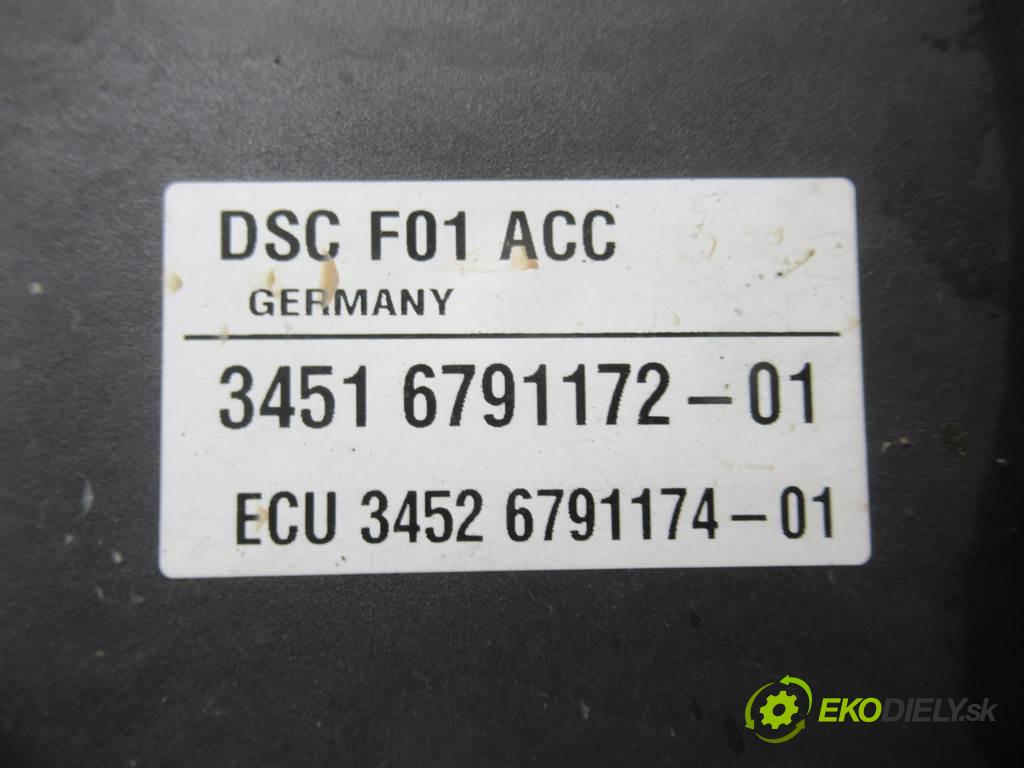 DSC F01 ACC
GERMANY
3451 6791172-01
ECU 3452 6791174-01
EKODIELY.sk